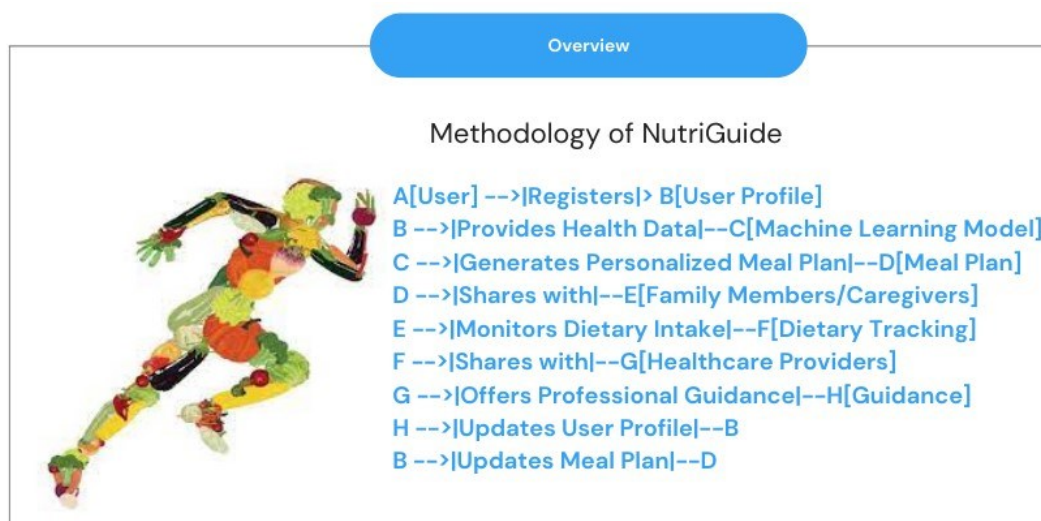 Overview
Methodology of NutriGuide
A[User] -->|Registers|> B[User Profile]
B -->|Provides Health Data|--C[Machine Learning Model]
C -->|Generates Personalized Meal Plan|--D[Meal Plan]
D -->|Shares with|--E[Family Members/Caregivers]
E -->|Monitors Dietary Intake|--F[Dietary Tracking]
F -->|Shares with|--G[Healthcare Providers]
G -->|Offers Professional Guidance|--H[Guidance]
H -->|Updates User Profile|--B
B -->|Updates Meal Plan|--D